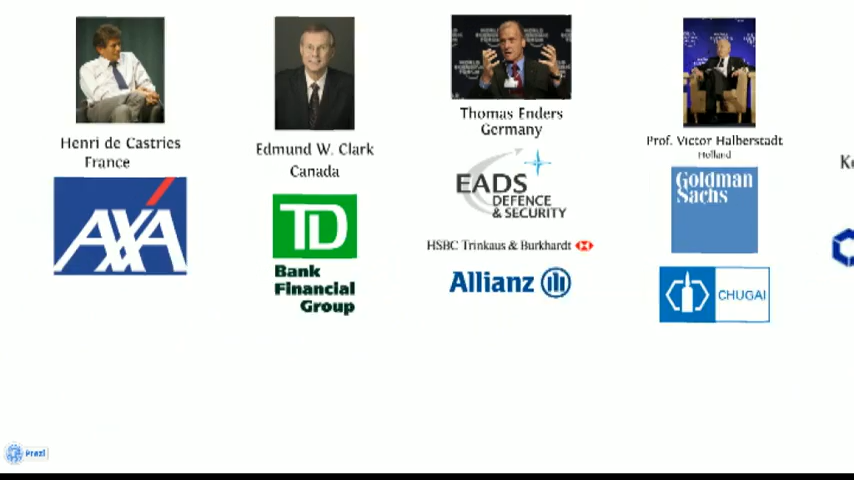 Henri de Castries
France
AXA
Edmund W. Clark
Canada
TD
Bank
Financial
Group
Thomas Enders
Germany
EADS
DEFENCE
& SECURITY
HSBC Trinkaus & Burkhardt
Allianz
Prof. Victor Halberstadt
Holland
Goldman
Sachs
CHUGAI
Ke
Prezi